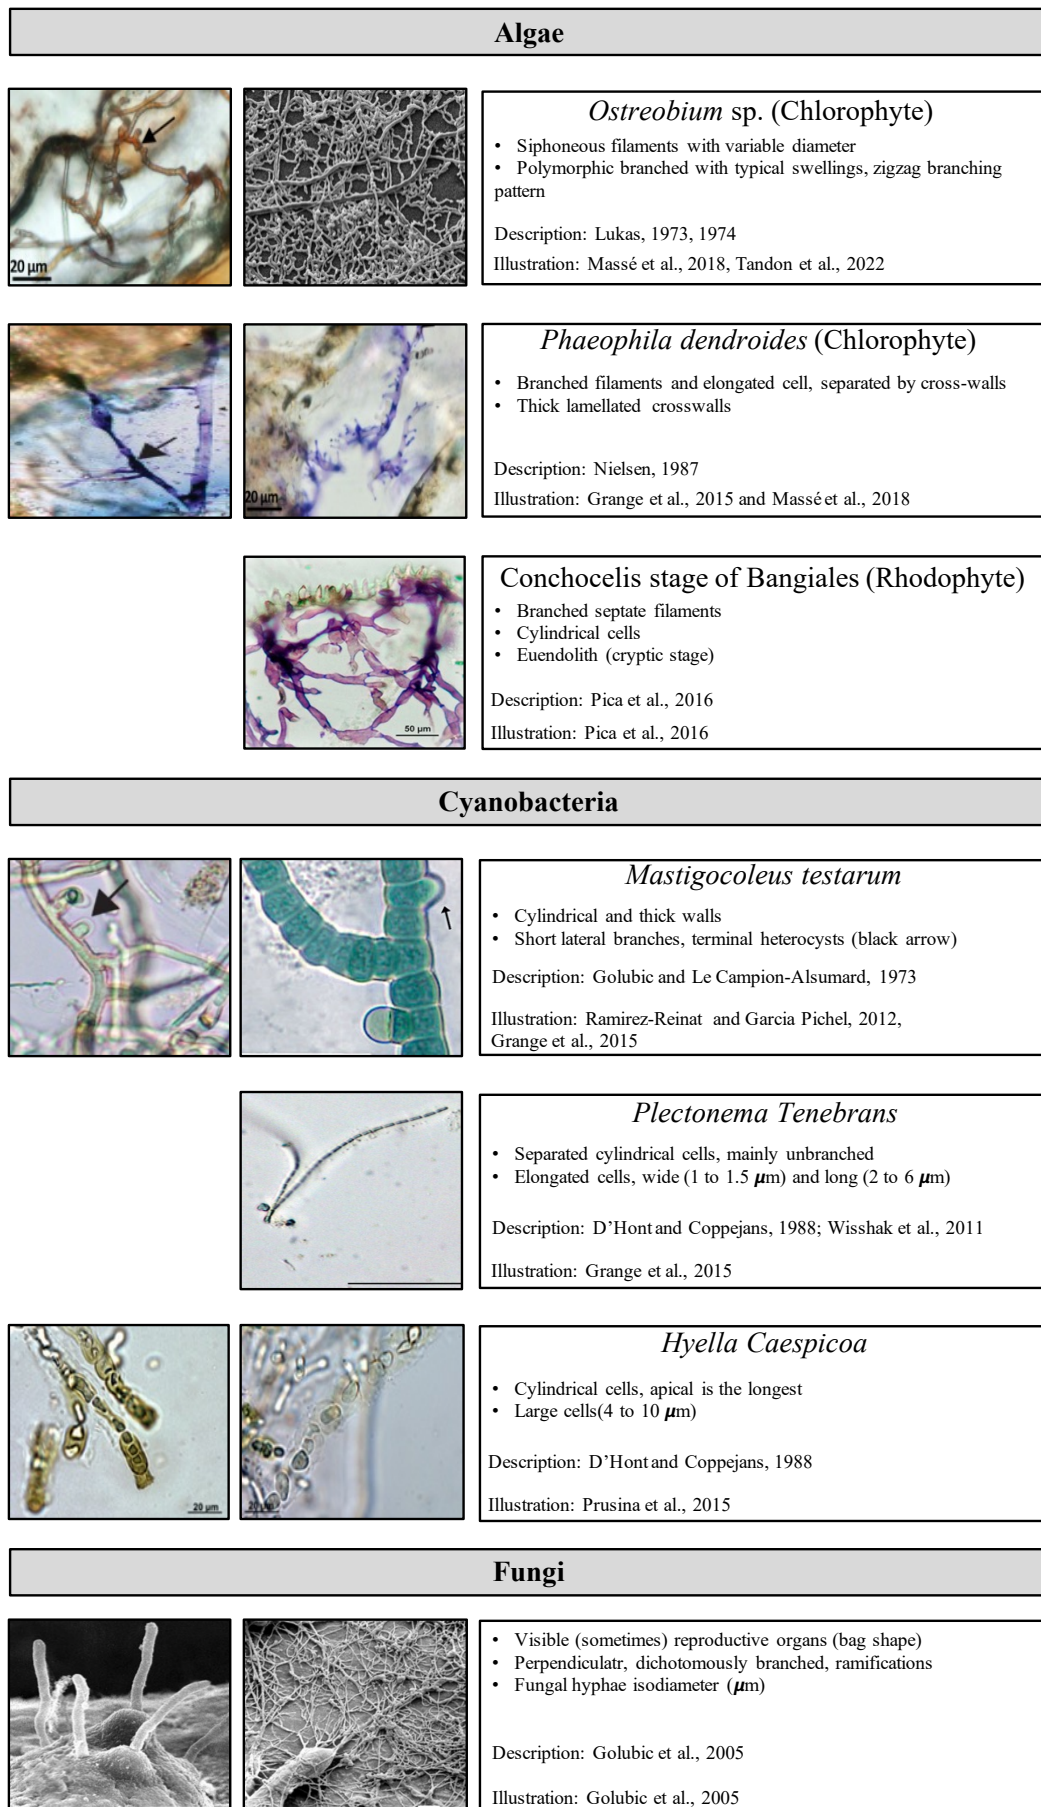 Algae
20 µm
Ostreobium sp. (Chlorophyte)
• Siphoneous filaments with variable diameter
• Polymorphic branched with typical swellings, zigzag branching
pattern
Description: Lukas, 1973, 1974
Illustration: Massé et al., 2018, Tandon et al., 2022
20 µm
Phaeophila dendroides (Chlorophyte)
• Branched filaments and elongated cell, separated by cross-walls
• Thick lamellated crosswalls
Description: Nielsen, 1987
Illustration: Grange et al., 2015 and Massé et al., 2018
50 µm
Conchocelis stage of Bangiales (Rhodophyte)
• Branched septate filaments
• Cylindrical cells
• Euendolith (cryptic stage)
Description: Pica et al., 2016
Illustration: Pica et al., 2016
Cyanobacteria
Mastigocoleus testarum
• Cylindrical and thick walls
• Short lateral branches, terminal heterocysts (black arrow)
Description: Golubic and Le Campion-Alsumard, 1973
Illustration: Ramirez-Reinat and Garcia Pichel, 2012,
Grange et al., 2015
Plectonema Tenebrans
• Separated cylindrical cells, mainly unbranched
• Elongated cells, wide (1 to 1.5 µm) and long (2 to 6 µm)
Description: D'Hont and Coppejans, 1988; Wisshak et al., 2011
Illustration: Grange et al., 2015
20 µm
20 µm
Hyella Caespicoa
• Cylindrical cells, apical is the longest
• Large cells(4 to 10 µm)
Description: D'Hont and Coppejans, 1988
Illustration: Prusina et al., 2015
Fungi
• Visible (sometimes) reproductive organs (bag shape)
• Perpendiculatr, dichotomously branched, ramifications
• Fungal hyphae isodiameter (µm)
Description: Golubic et al., 2005
Illustration: Golubic et al., 2005